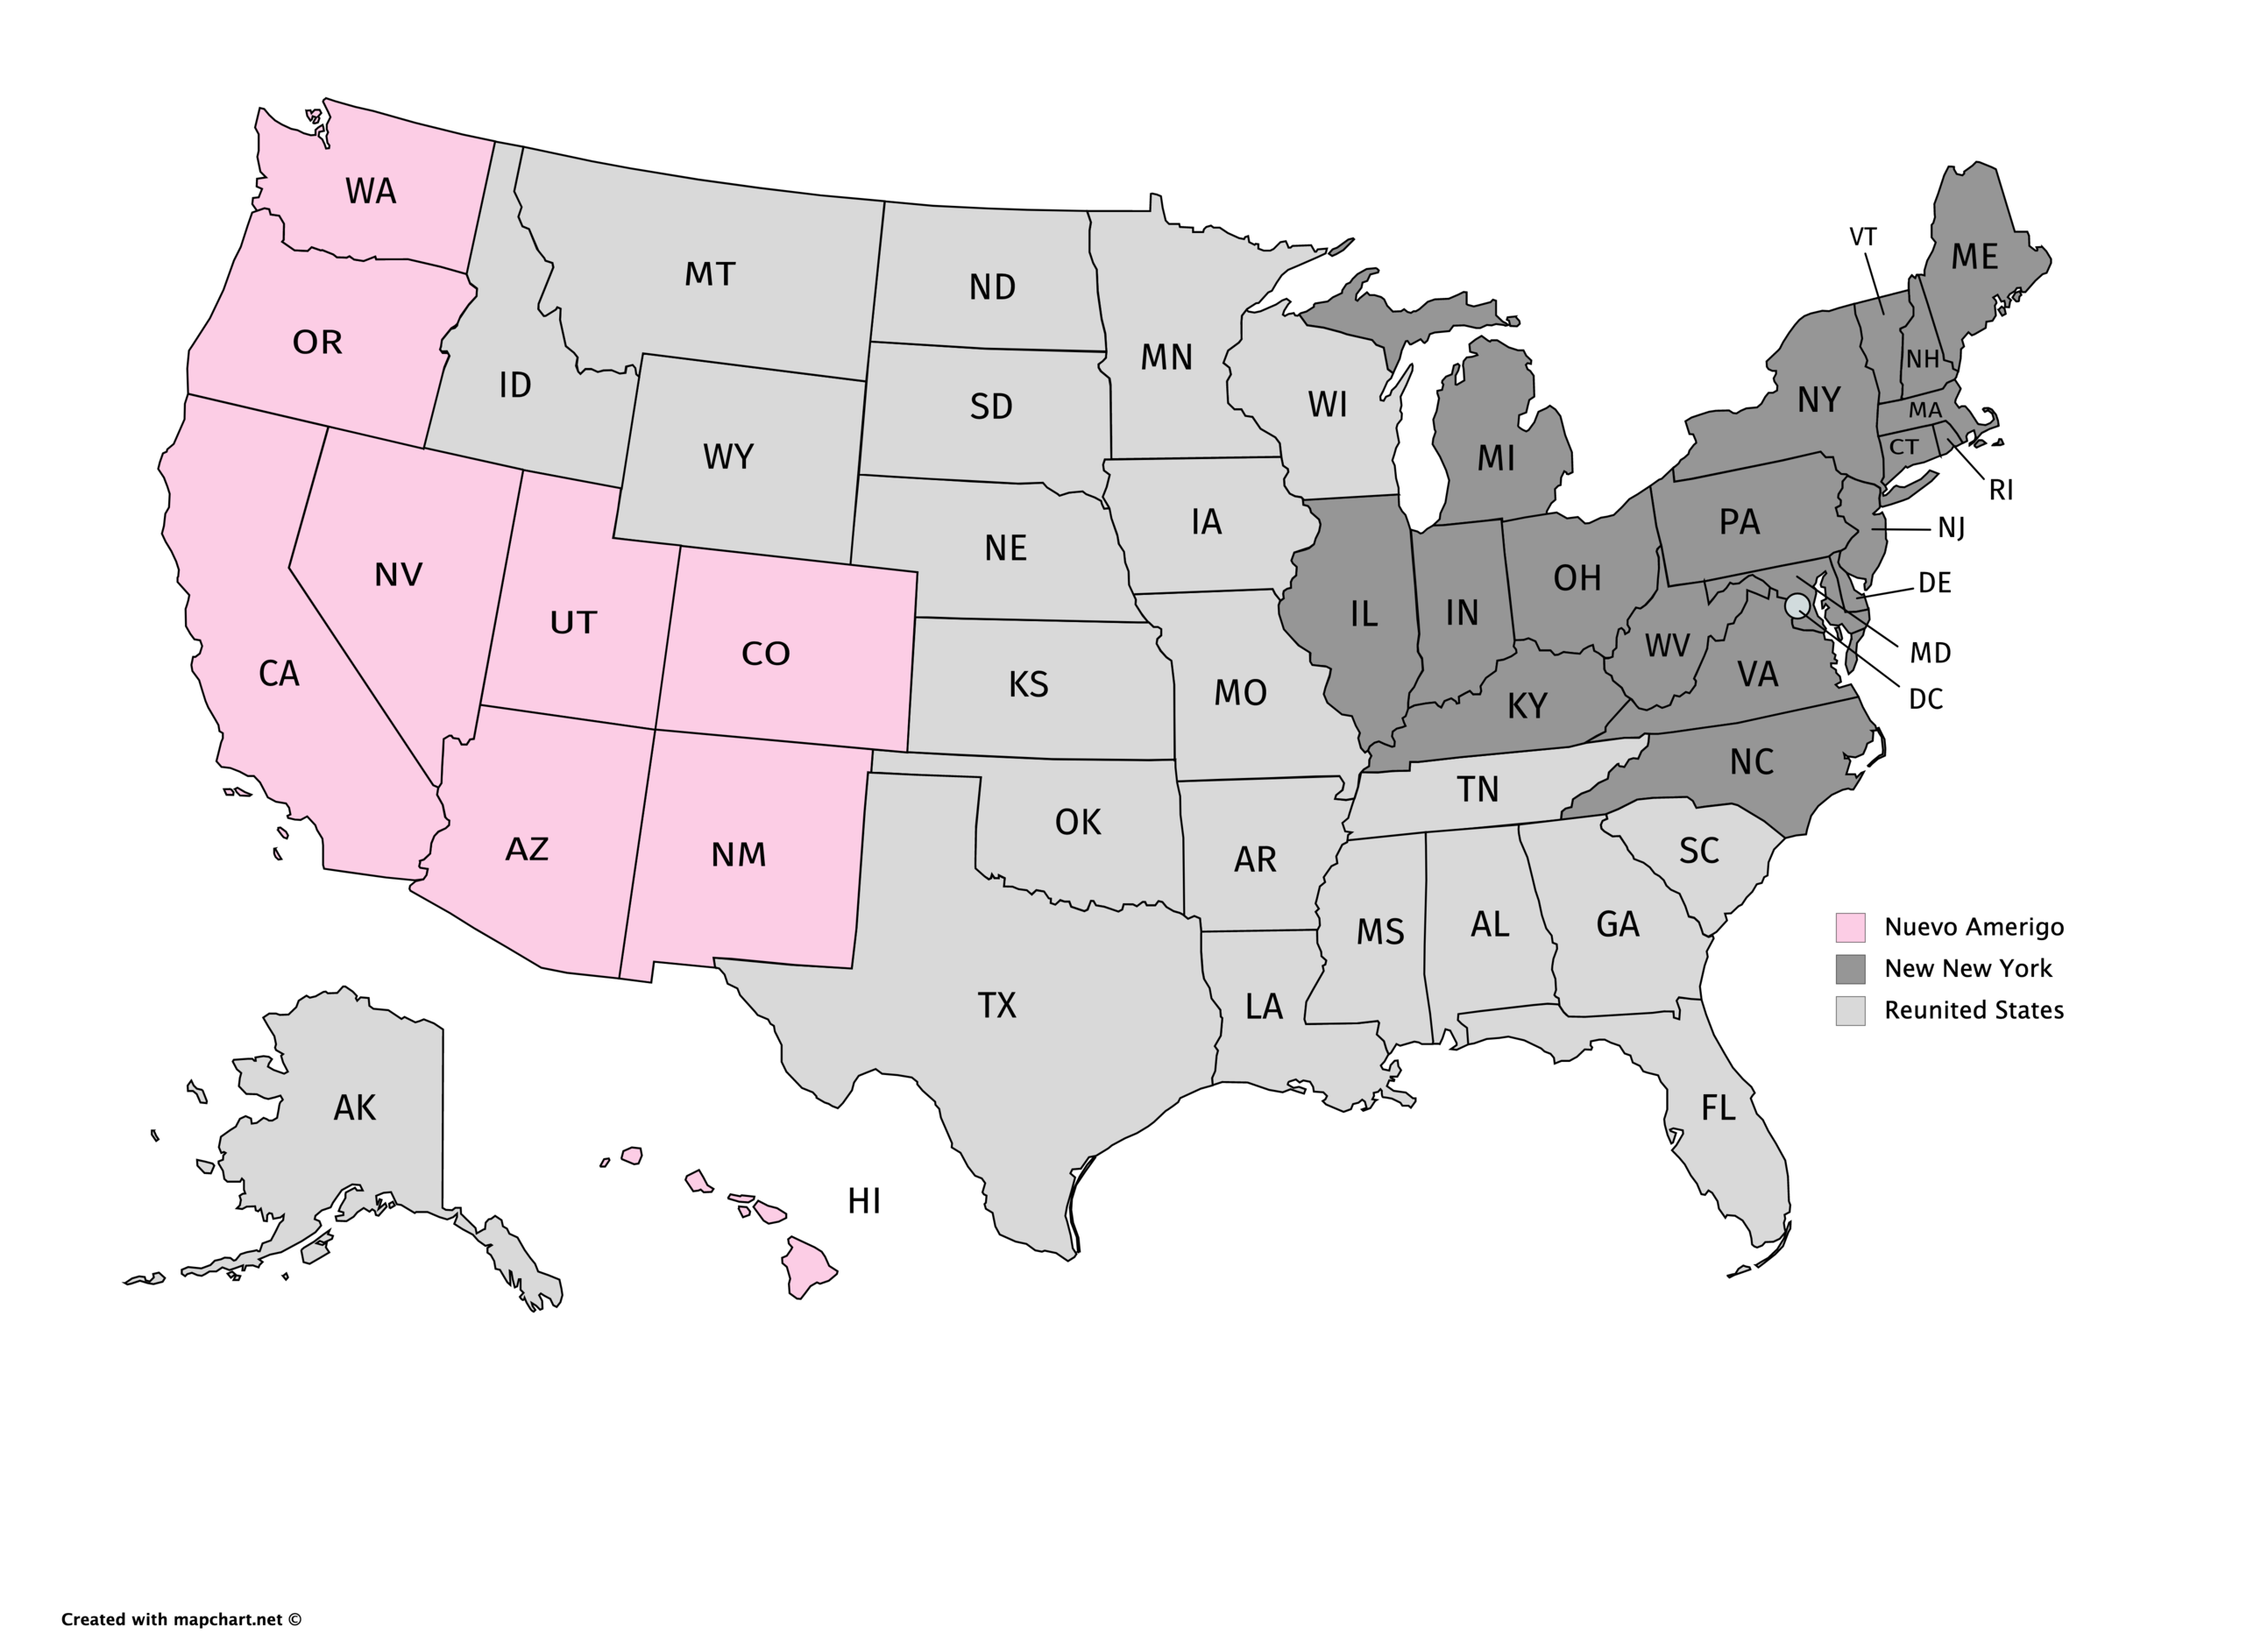 WA
MT
ND
MN
VT
ME
OR
ID
SD
WI
MI
NY
NH
MA
CT
RI
WY
IA
NE
PA
NJ
NV
UT
CO
IL
IN
OH
DE
CA
KS
MO
KY
WV
VA
MD
DC
AZ
NM
OK
AR
TN
NC
SC
TX
LA
MS
AL
GA
FL
AK
HI
Nuevo Amerigo
New New York
Reunited States
Created with mapchart.net ©